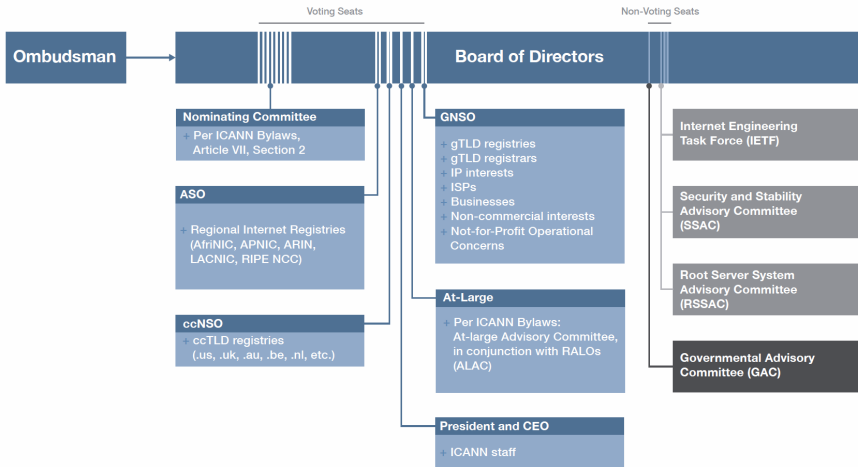 Voting Seats
Non-Voting Seats
Ombudsman
Board of Directors
Nominating Committee
+ Per ICANN Bylaws,
Article VII, Section 2
ASO
+ Regional Internet Registries
(AfriNIC, APNIC, ARIN,
LACNIC, RIPE NCC)
ccNSO
+ ccTLD registries
(.us, .uk, .au, .be, .nl, etc.)
GNSO
+ gTLD registries
+ gTLD registrars
+ IP interests
+ ISPs
+ Businesses
+ Non-commercial interests
+ Not-for-Profit Operational
Concerns
At-Large
+ Per ICANN Bylaws:
At-large Advisory Committee,
in conjunction with RALOs
(ALAC)
President and CEO
+ ICANN staff
Internet Engineering
Task Force (IETF)
Security and Stability
Advisory Committee
(SSAC)
Root Server System
Advisory Committee
(RSSAC)
Governmental Advisory
Committee (GAC)